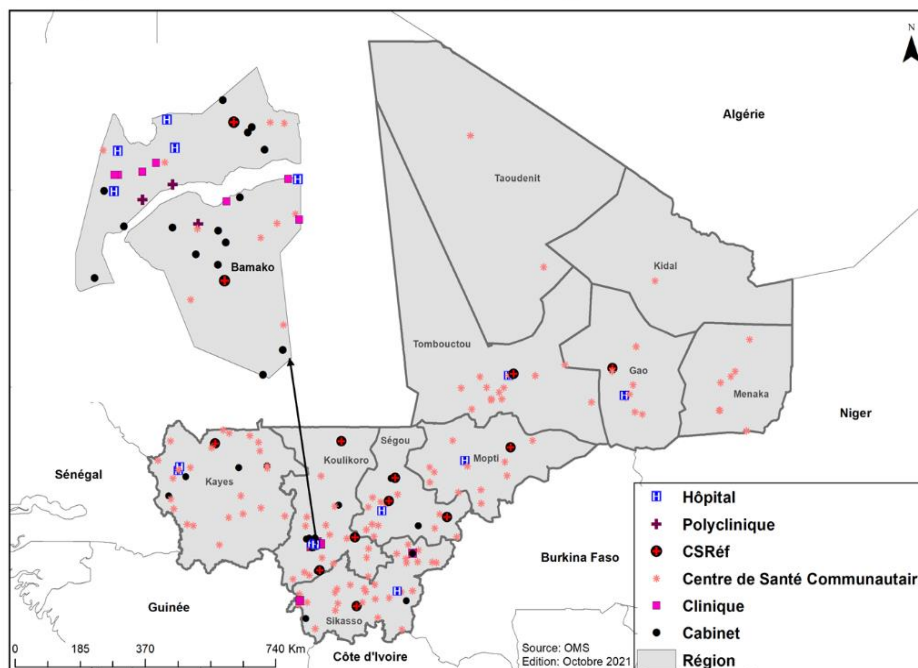 N
Algérie
Taoudenit
Kidal
Bamako
Tombouctou
Gao
Menaka
Niger
Ségou
Koulikoro
Mopti
Sénégal
Kayes
Burkina Faso
Guinée
Sikasso
Côte d'Ivoire
0 185 370 740 Km
Source: OMS
Edition: Octobre 2021
H Hôpital
Polyclinique
CSRéf
Centre de Santé Communautair
Clinique
Cabinet
Région